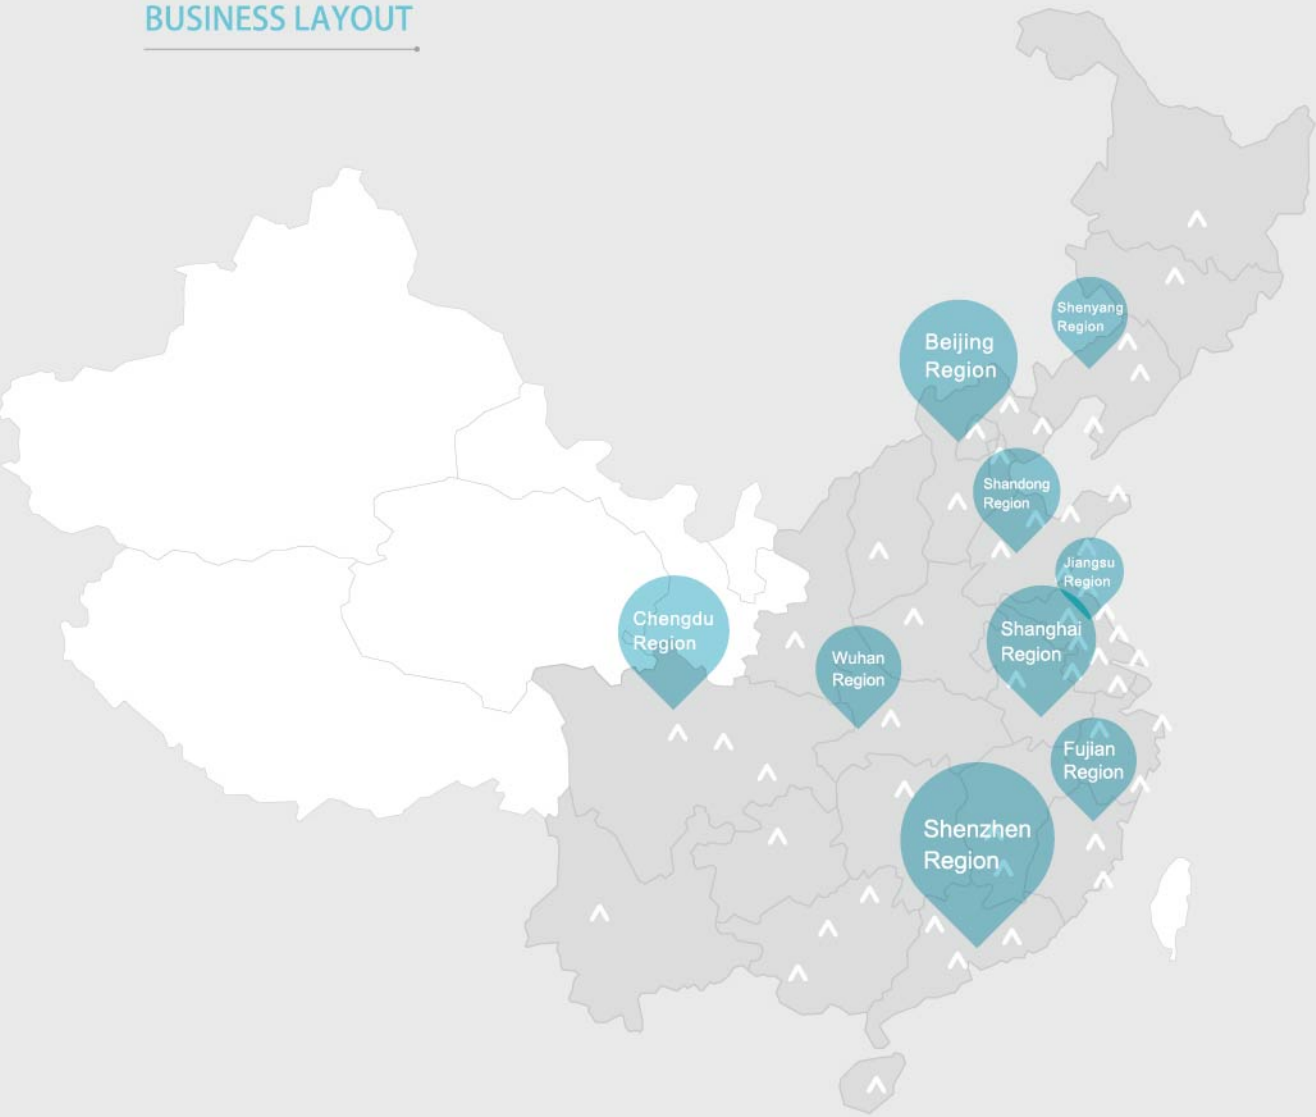 BUSINESS LAYOUT
Shenyang
Region
Beijing
Region
Shandong
Region
Jiangsu
Region
Chengdu
Region
Shanghai
Region
Wuhan
Region
Fujian
Region
Shenzhen
Region